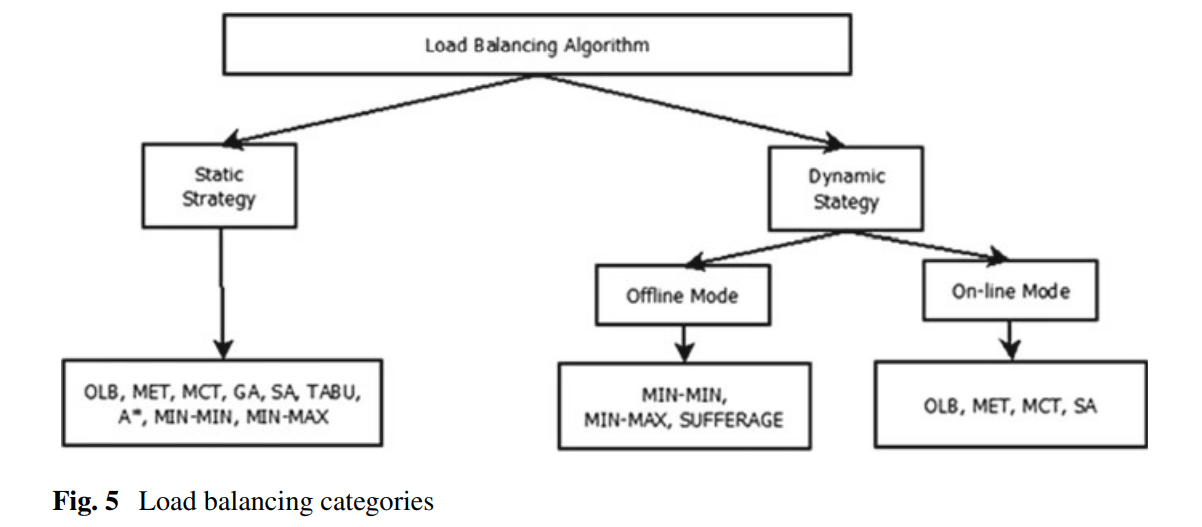 Load Balancing Algorithm
Static
Strategy
Dynamic
Stategy
Offline Mode
On-line Mode
OLB, MET, MCT, GA, SA, TABU,
A*, MIN-MIN, MIN-MAX
MIN-MIN,
MIN-MAX, SUFFERAGE
OLB, MET, MCT, SA
Fig. 5 Load balancing categories